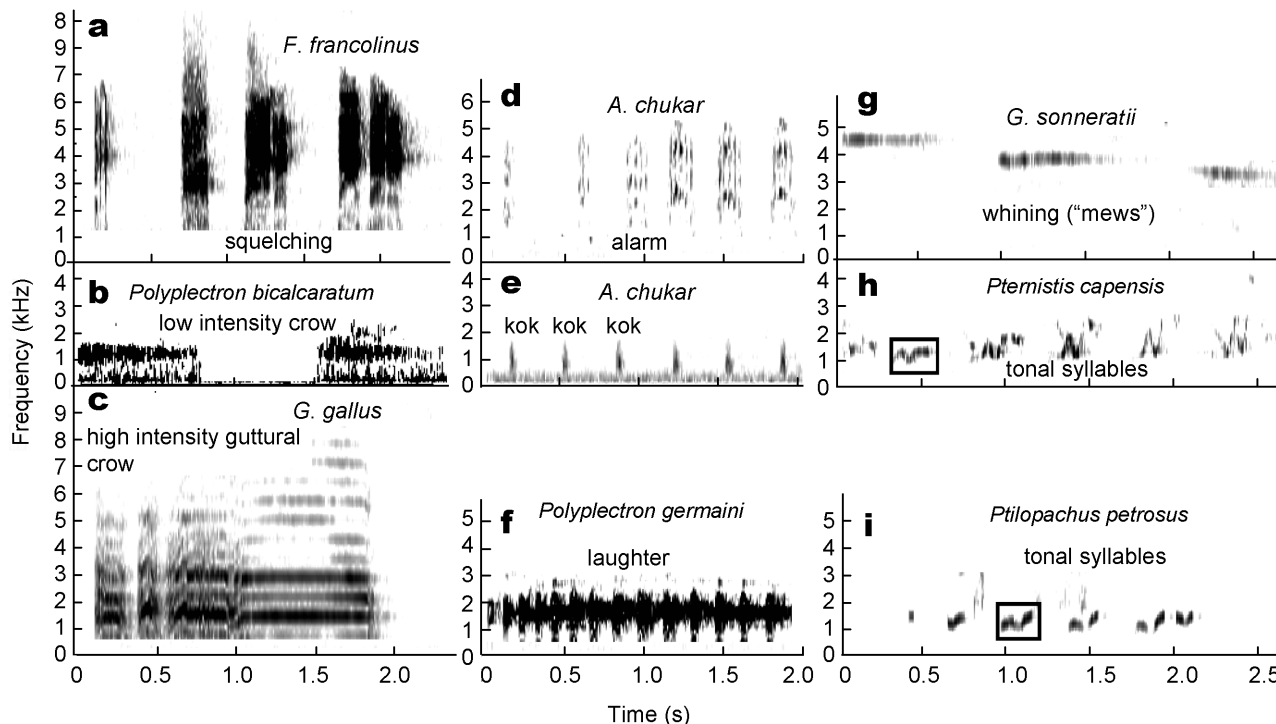 a
F. francolinus
8
9
8
7
6
5
4
3
2
1
0
squelching
b
Polyplectron bicalcaratum
low intensity crow
4
3
2
1
0
c
G. gallus
high intensity guttural
crow
9
8
7
6
5
4
3
2
1
0
0 0.5 1.0 1.5 2.0
d
A. chukar
6
5
4
3
2
1
0
alarm
e
A. chukar
kok kok kok
4
3
2
1
0
f
Polyplectron germaini
laughter
5
4
3
2
1
0
0 0.5 1.0 1.5 2.0
g
G. sonneratii
5
4
3
2
1
0
whining (“mews”)
h
Pternistis capensis
4
3
2
1
0
tonal syllables
i
Ptilopachus petrosus
tonal syllables
5
4
3
2
1
0
0 0.5 1.0 1.5 2.0 2.5
Frequency (kHz)
Time (s)